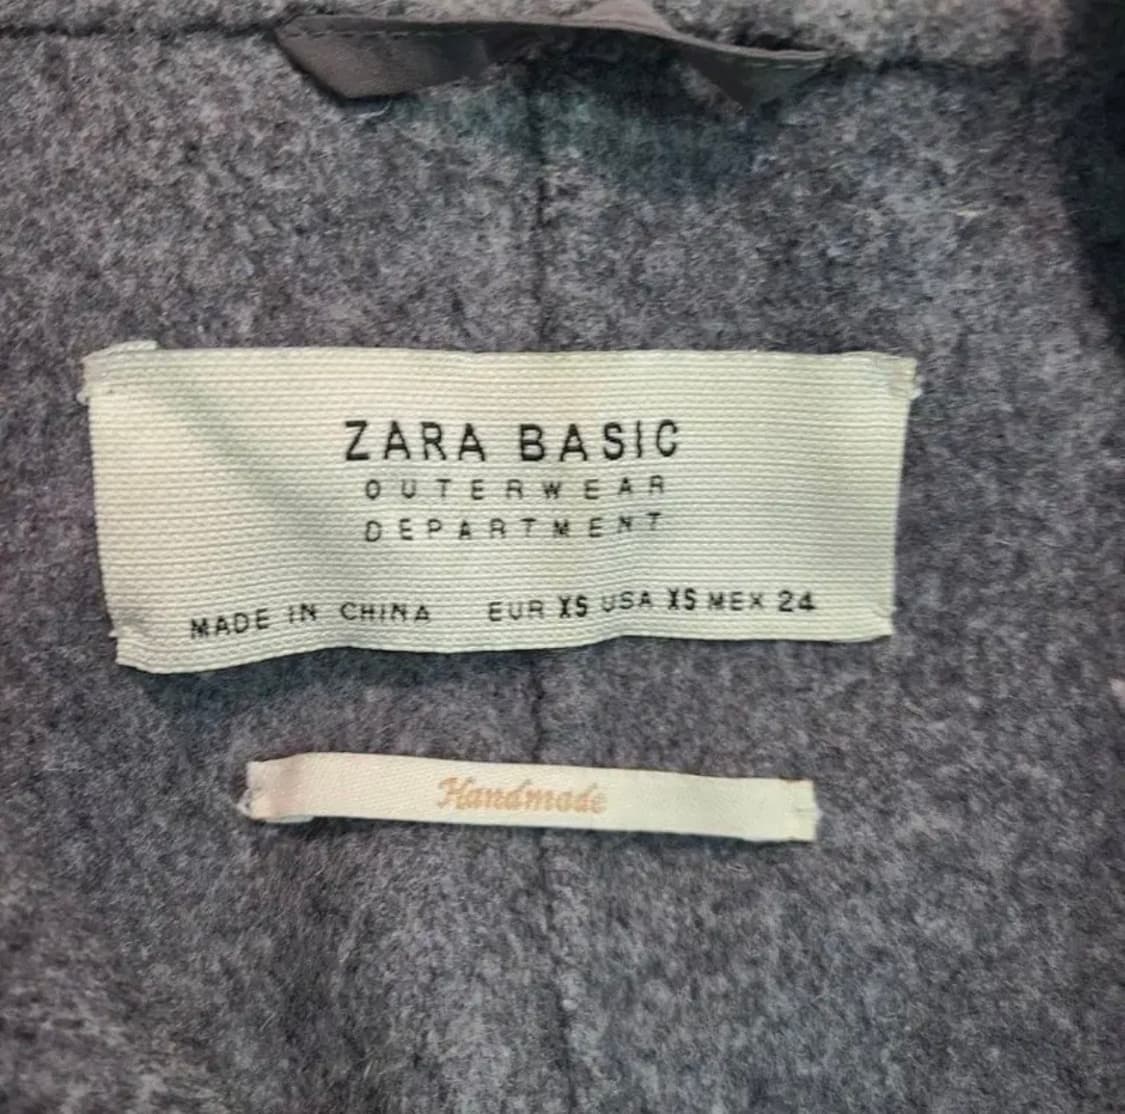 ZARA BASIC
OUTERWEAR
DEPARTMENT
MADE IN CHINA EUR XS USA XS MEX 24
Handmade